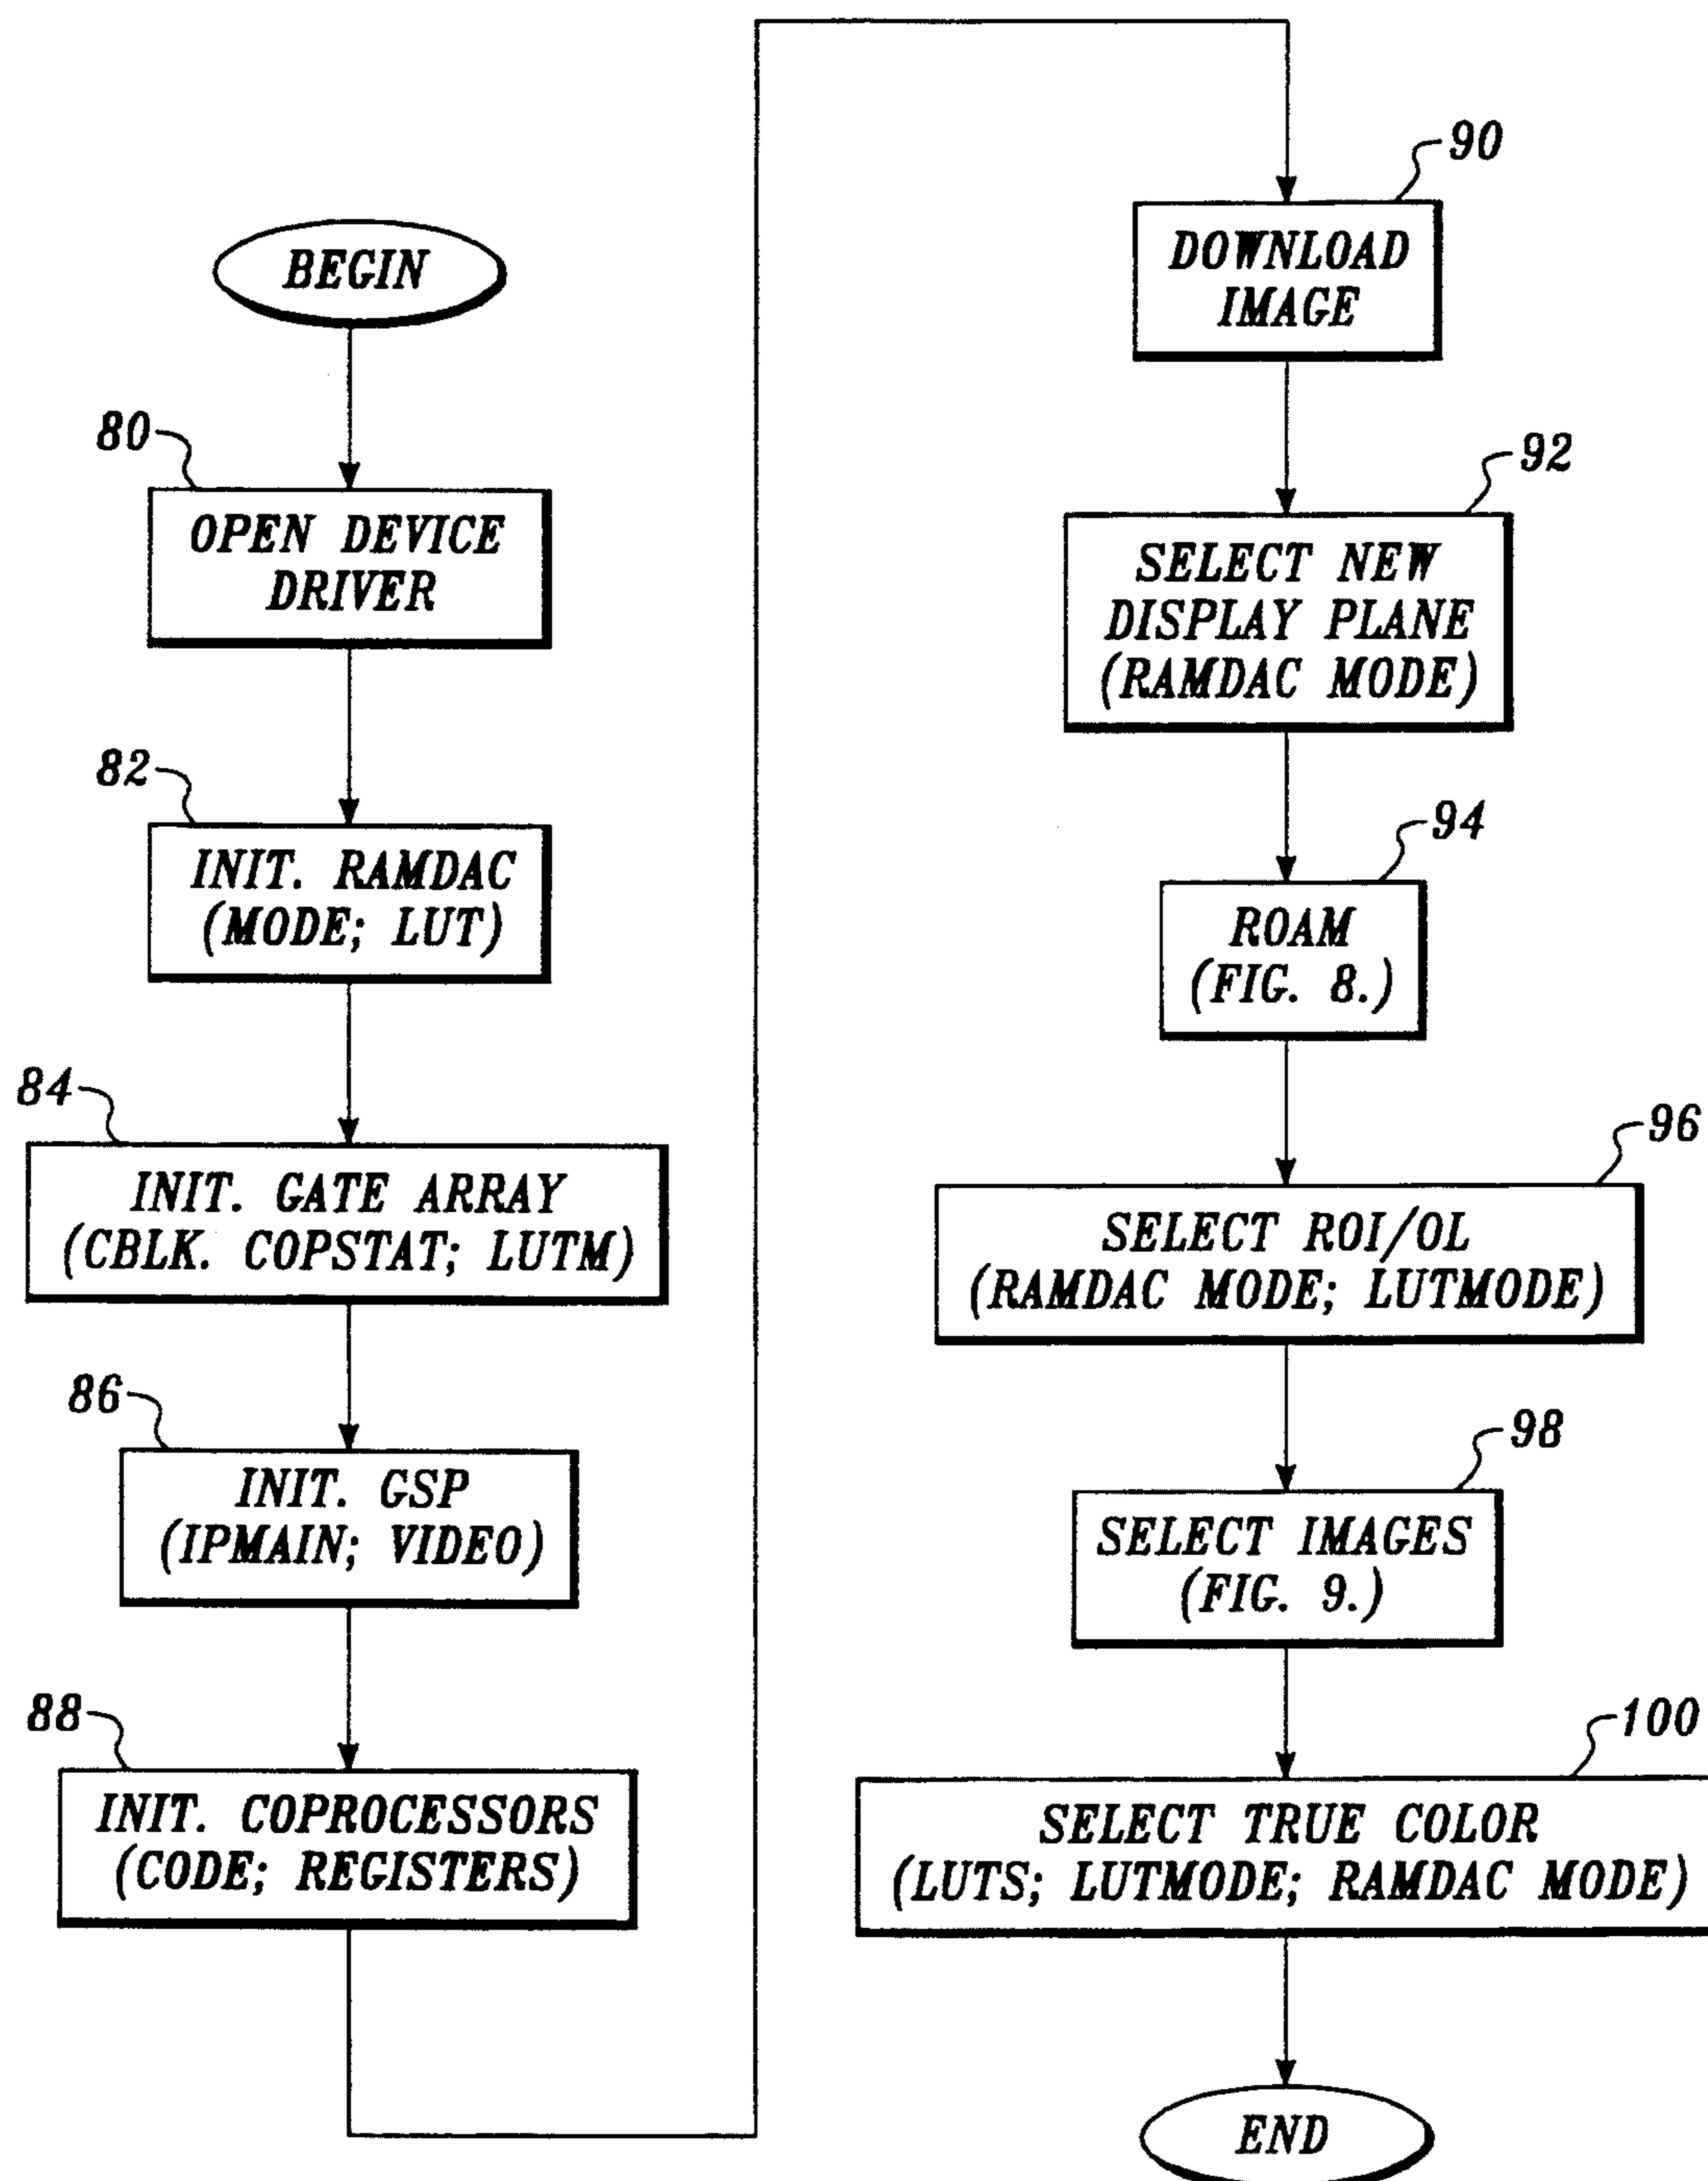 BEGIN
80
OPEN DEVICE
DRIVER
82
INIT. RAMDAC
(MODE; LUT)
84
INIT. GATE ARRAY
(CBLK. COPSTAT; LUTM)
86
INIT. GSP
(IPMAIN; VIDEO)
88
INIT. COPROCESSORS
(CODE; REGISTERS)
90
DOWNLOAD
IMAGE
92
SELECT NEW
DISPLAY PLANE
(RAMDAC MODE)
94
ROAM
(FIG. 8.)
96
SELECT ROI/OL
(RAMDAC MODE; LUTMODE)
98
SELECT IMAGES
(FIG. 9.)
100
SELECT TRUE COLOR
(LUTS; LUTMODE; RAMDAC MODE)
END